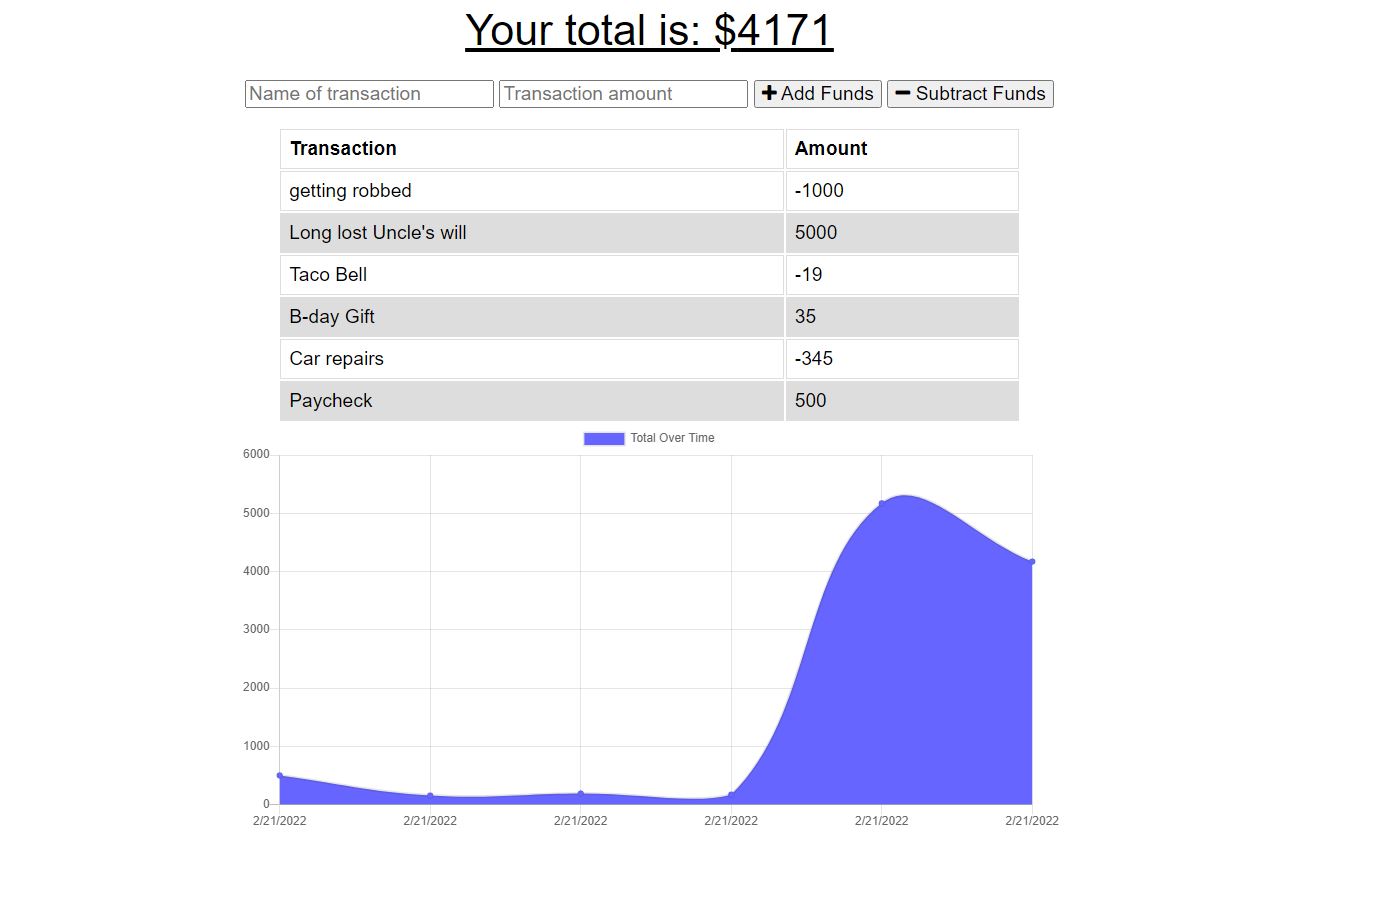 Your total is: $4171
Name of transaction Transaction amount Add Funds Subtract Funds
Transaction Amount
getting robbed -1000
Long lost Uncle's will 5000
Taco Bell -19
B-day Gift 35
Car repairs -345
Paycheck 500
Total Over Time
6000
5000
4000
3000
2000
1000
0
2/21/2022 2/21/2022 2/21/2022 2/21/2022 2/21/2022 2/21/2022